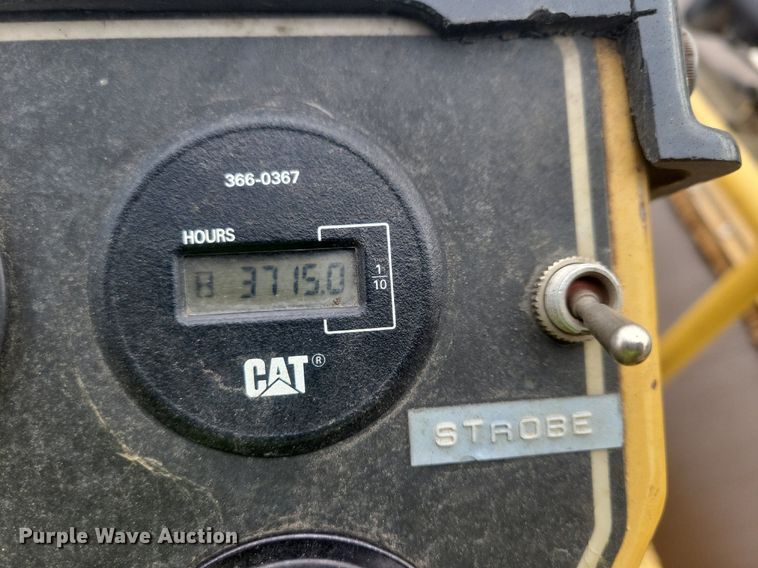 366-0367
HOURS
8 3715.0
1
10
CAT®
STROBE
Purple Wave Auction